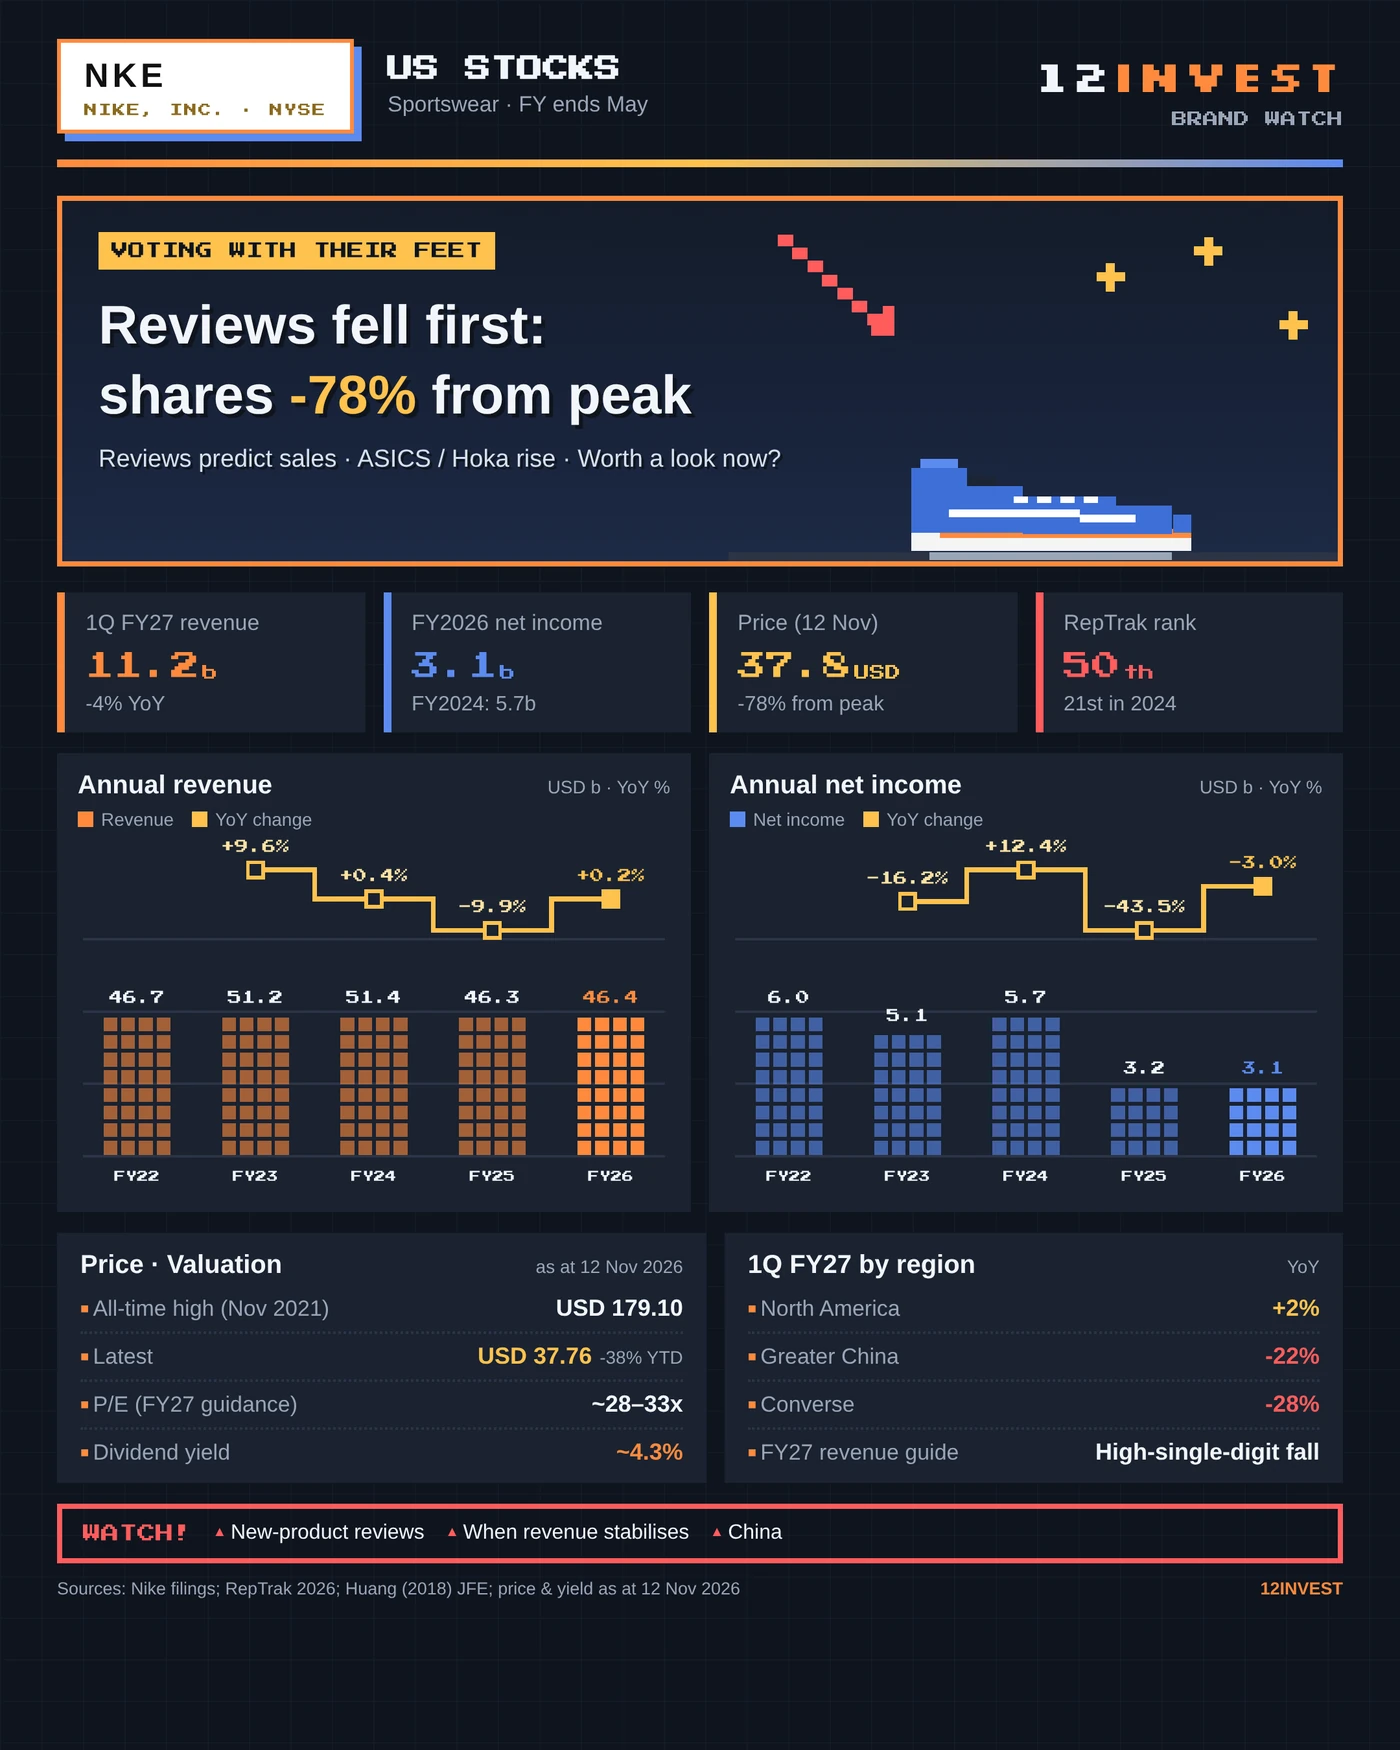 NKE
NIKE, INC. · NYSE
US STOCKS
Sportswear · FY ends May
12INVEST
BRAND WATCH
VOTING WITH THEIR FEET
Reviews fell first:
shares -78% from peak
Reviews predict sales · ASICS / Hoka rise · Worth a look now?
1Q FY27 revenue
11.2b
-4% YoY
FY2026 net income
3.1b
FY2024: 5.7b
Price (12 Nov)
37.8USD
-78% from peak
RepTrak rank
50th
21st in 2024
Annual revenue
USD b · YoY %
Revenue
YoY change
+9.6%
+0.4%
-9.9%
+0.2%
46.7
51.2
51.4
46.3
46.4
FY22
FY23
FY24
FY25
FY26
Annual net income
USD b · YoY %
Net income
YoY change
-16.2%
+12.4%
-43.5%
-3.0%
6.0
5.1
5.7
3.2
3.1
FY22
FY23
FY24
FY25
FY26
Price · Valuation
as at 12 Nov 2026
All-time high (Nov 2021) USD 179.10
Latest USD 37.76 -38% YTD
P/E (FY27 guidance) ~28–33x
Dividend yield ~4.3%
1Q FY27 by region
YoY
North America +2%
Greater China -22%
Converse -28%
FY27 revenue guide High-single-digit fall
WATCH! ▲ New-product reviews ▲ When revenue stabilises ▲ China
Sources: Nike filings; RepTrak 2026; Huang (2018) JFE; price & yield as at 12 Nov 2026
12INVEST